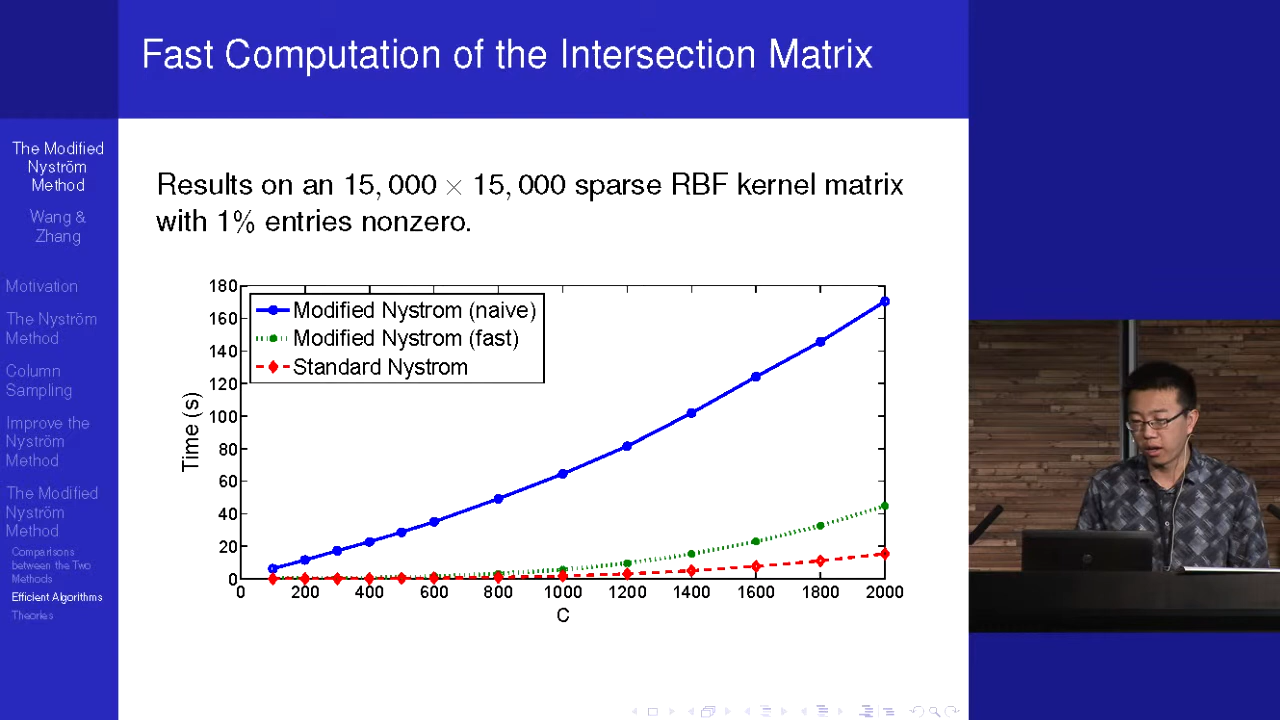 Fast Computation of the Intersection Matrix
The Modified
Nyström
Method
Wang &
Zhang
Motivation
The Nyström
Method
Column
Sampling
Improve the
Nyström
Method
The Modified
Nyström
Method
Comparisons
between the Two
Methods
Efficient Algorithms
Theories
Results on an 15, 000 × 15, 000 sparse RBF kernel matrix
with 1% entries nonzero.
Modified Nystrom (naive)
Modified Nystrom (fast)
Standard Nystrom
Time (s)
180
160
140
120
100
80
60
40
20
0
0 200 400 600 800 1000 1200 1400 1600 1800 2000
C